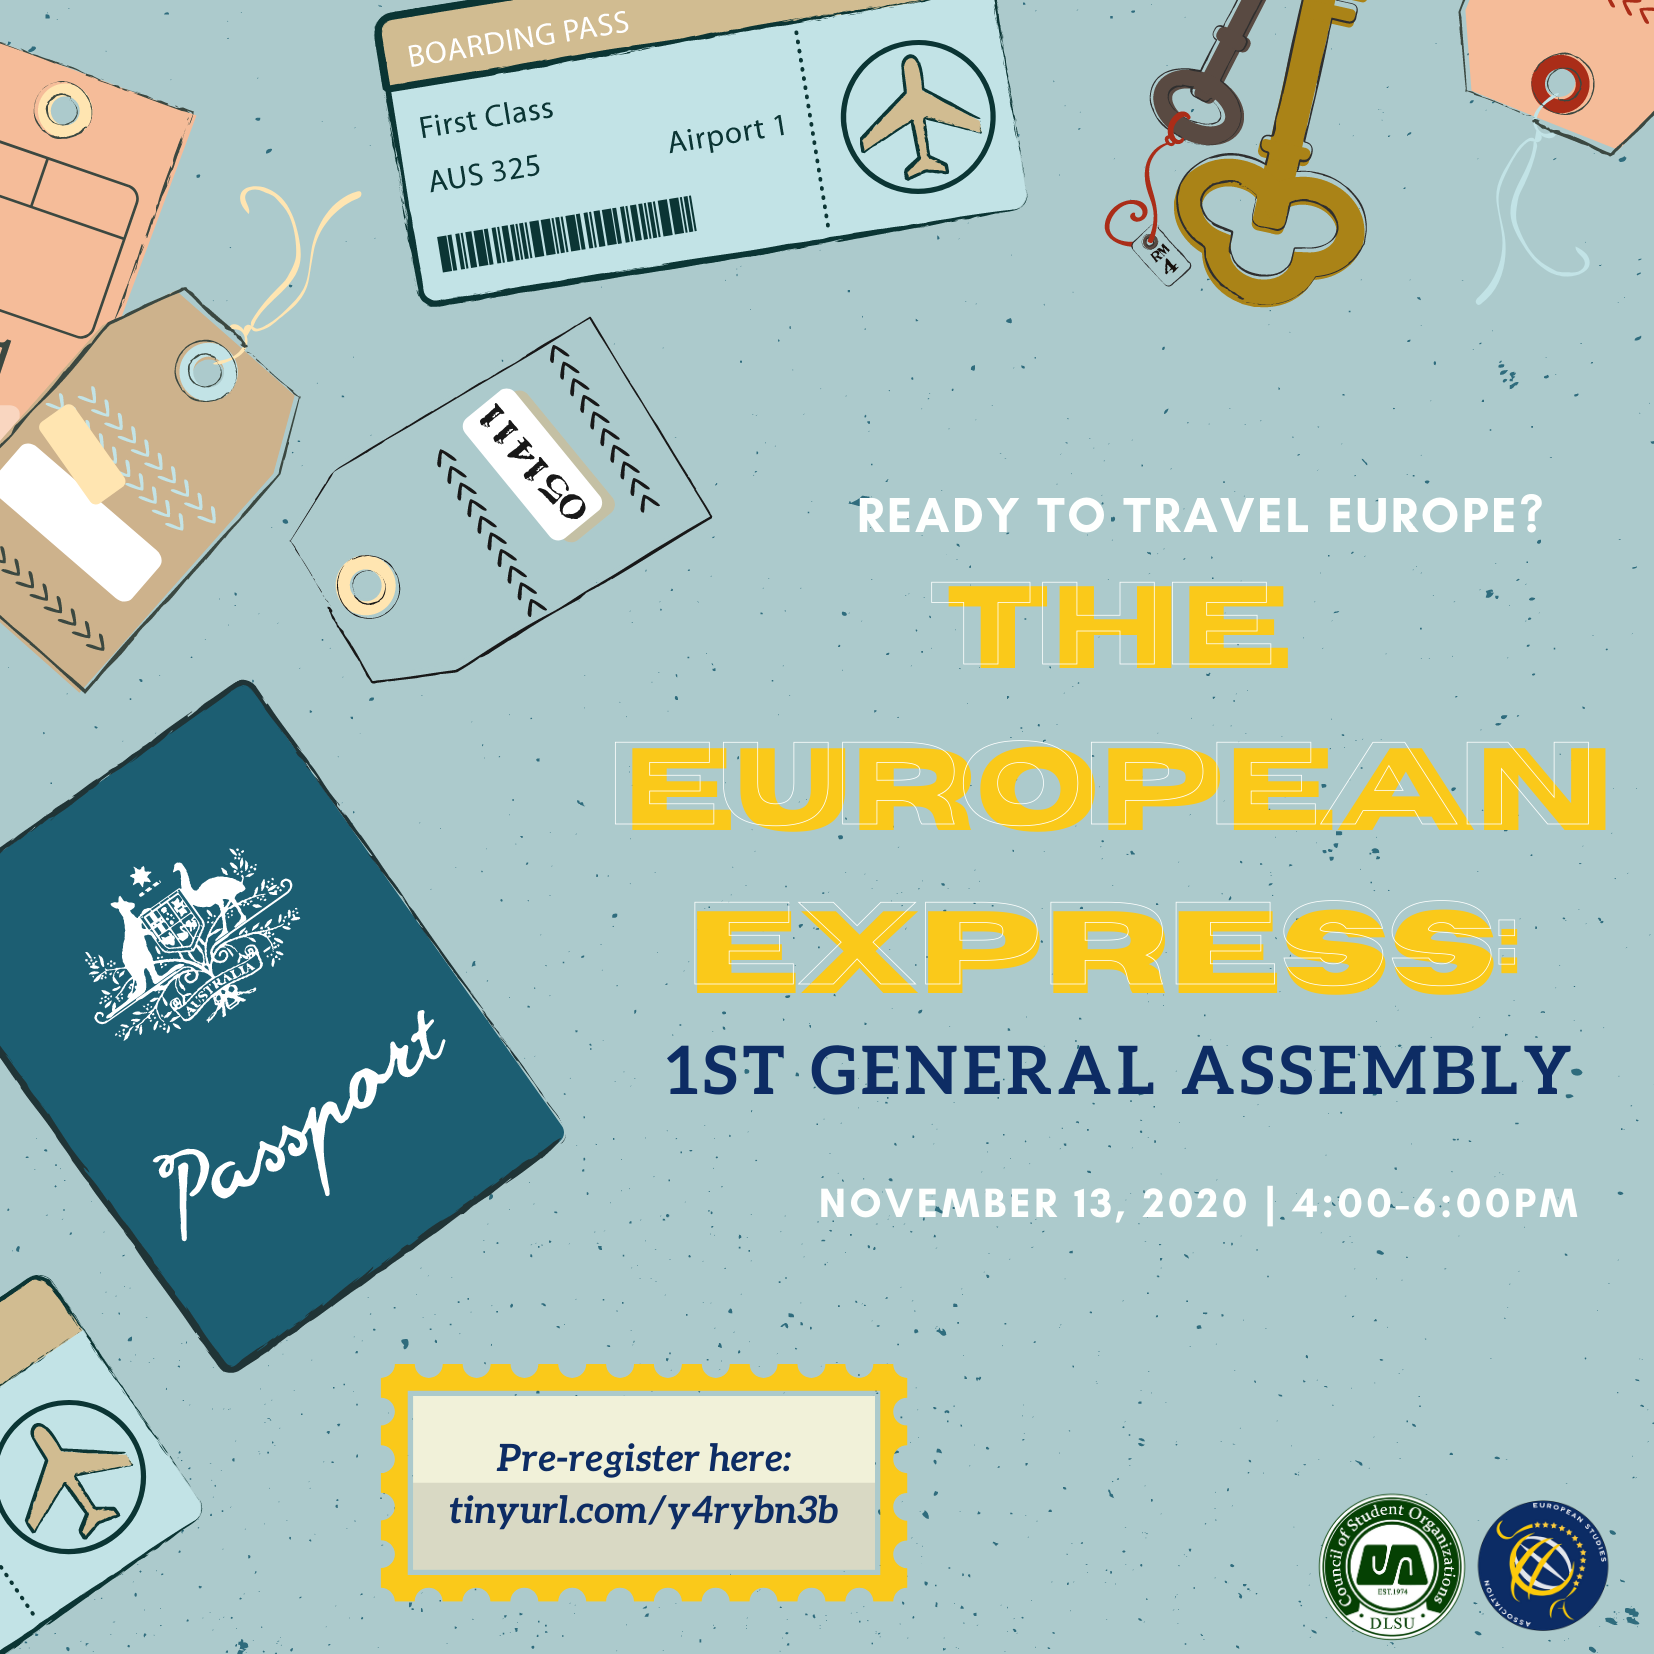 BOARDING PASS
First Class
Airport 1
AUS 325
RM
4
051411
READY TO TRAVEL EUROPE?
THE
EUROPEAN
EXPRESS:
1ST GENERAL ASSEMBLY
AUSTRALIA
Passport
NOVEMBER 13, 2020 | 4:00-6:00PM
Pre-register here:
tinyurl.com/y4rybn3b
Council of Student Organizations
EST.1974
DLSU
EUROPEAN STUDIES
ASSOCIATION